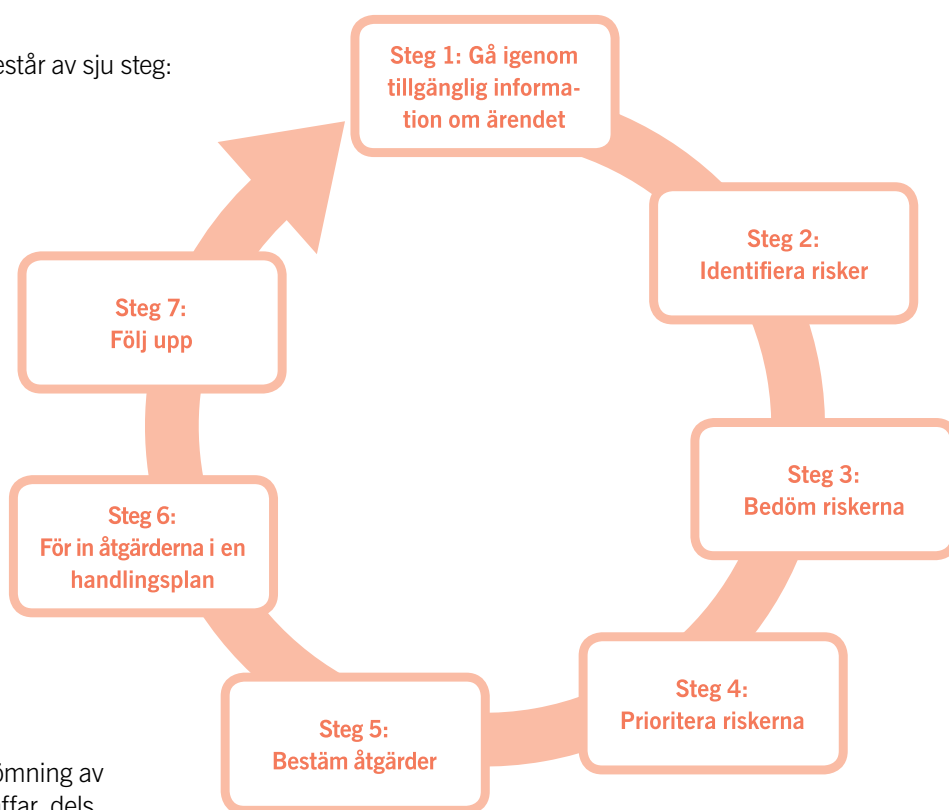 estår av sju steg:
Steg 1: Gå igenom
tillgänglig informa-
tion om ärendet
Steg 2:
Identifiera risker
Steg 3:
Bedöm riskerna
Steg 4:
Prioritera riskerna
Steg 5:
Bestäm åtgärder
Steg 6:
För in åtgärderna i en
handlingsplan
Steg 7:
Följ upp
ömning av
ffar, dels